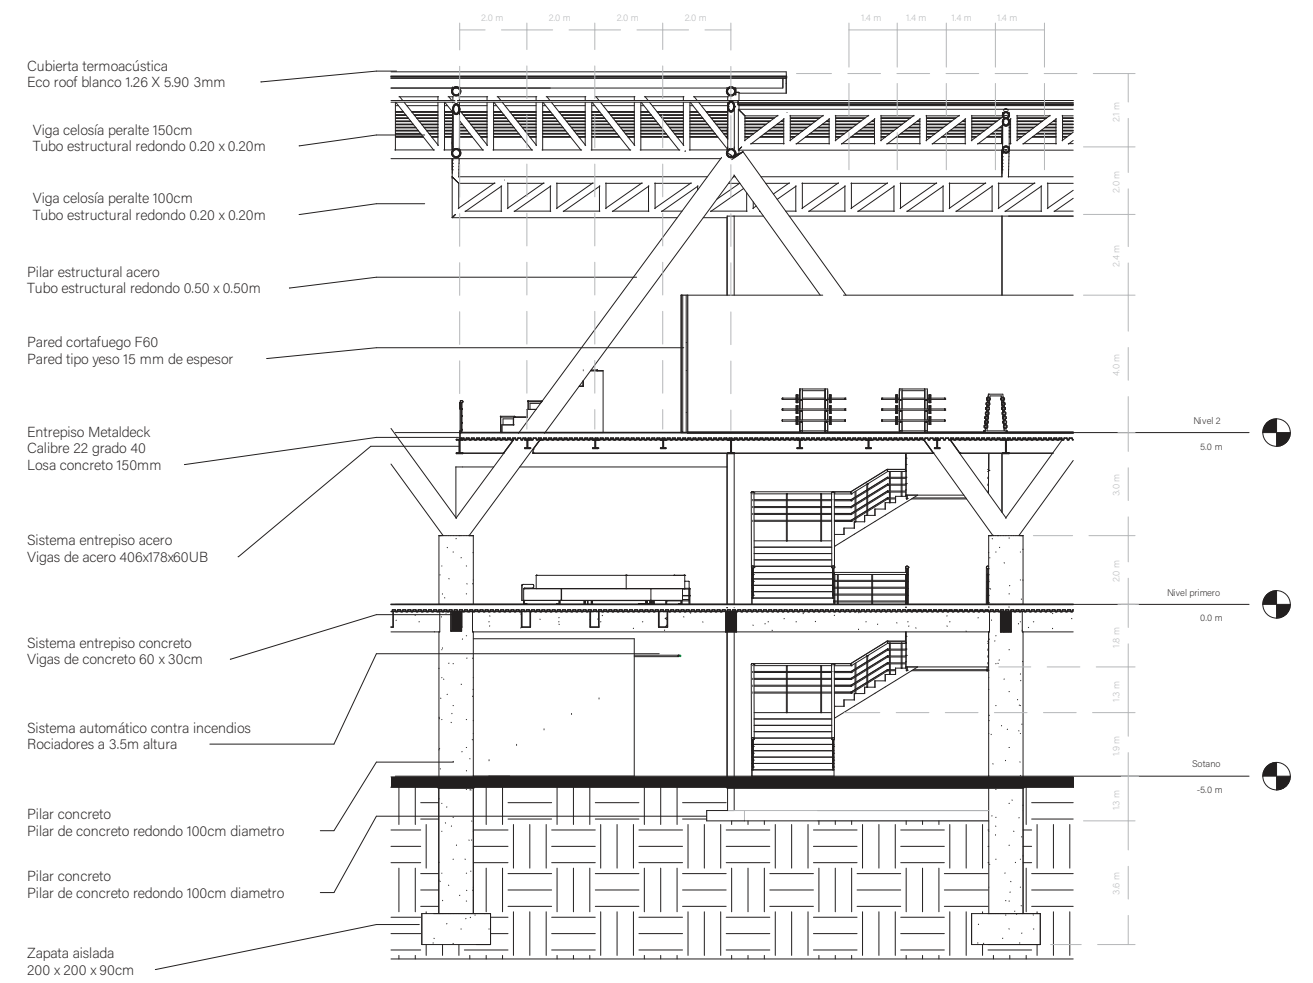 2.0 m 2.0 m 2.0 m 2.0 m
1.4 m 1.4 m 1.4 m 1.4 m
Cubierta termoacústica
Eco roof blanco 1.26 X 5.90 3mm
Viga celosía peralte 150cm
Tubo estructural redondo 0.20 x 0.20m
Viga celosía peralte 100cm
Tubo estructural redondo 0.20 x 0.20m
Pilar estructural acero
Tubo estructural redondo 0.50 x 0.50m
Pared cortafuego F60
Pared tipo yeso 15 mm de espesor
Entrepiso Metaldeck
Calibre 22 grado 40
Losa concreto 150mm
Sistema entrepiso acero
Vigas de acero 406x178x60UB
Sistema entrepiso concreto
Vigas de concreto 60 x 30cm
Sistema automático contra incendios
Rociadores a 3.5m altura
Pilar concreto
Pilar de concreto redondo 100cm diametro
Pilar concreto
Pilar de concreto redondo 100cm diametro
Zapata aislada
200 x 200 x 90cm
2.1 m
2.0 m
2.4 m
4.0 m
3.0 m
2.0 m
1.8 m
1.3 m
1.9 m
1.3 m
3.6 m
Nivel 2
5.0 m
Nivel primero
0.0 m
Sotano
-5.0 m